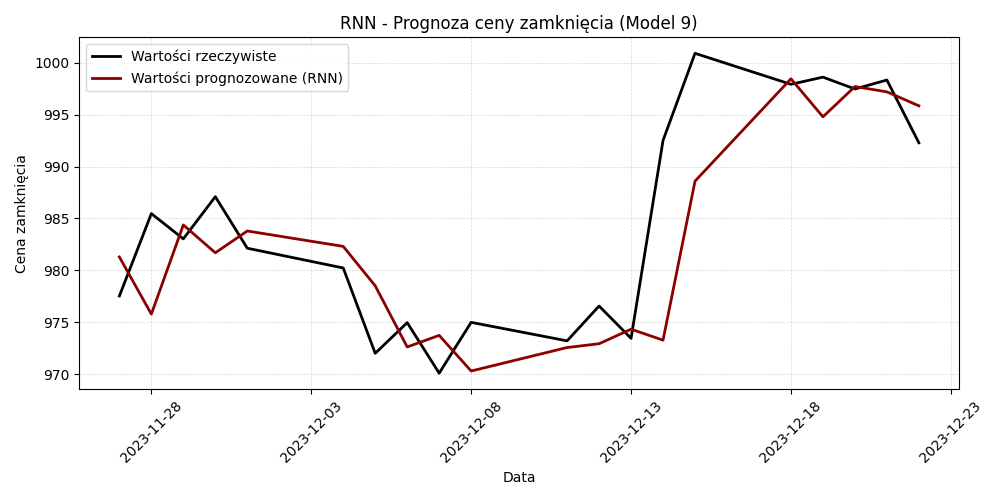 RNN - Prognoza ceny zamknięcia (Model 9)
Wartości rzeczywiste
Wartości prognozowane (RNN)
Cena zamknięcia
1000
995
990
985
980
975
970
2023-11-28
2023-12-03
2023-12-08
2023-12-13
2023-12-18
2023-12-23
Data